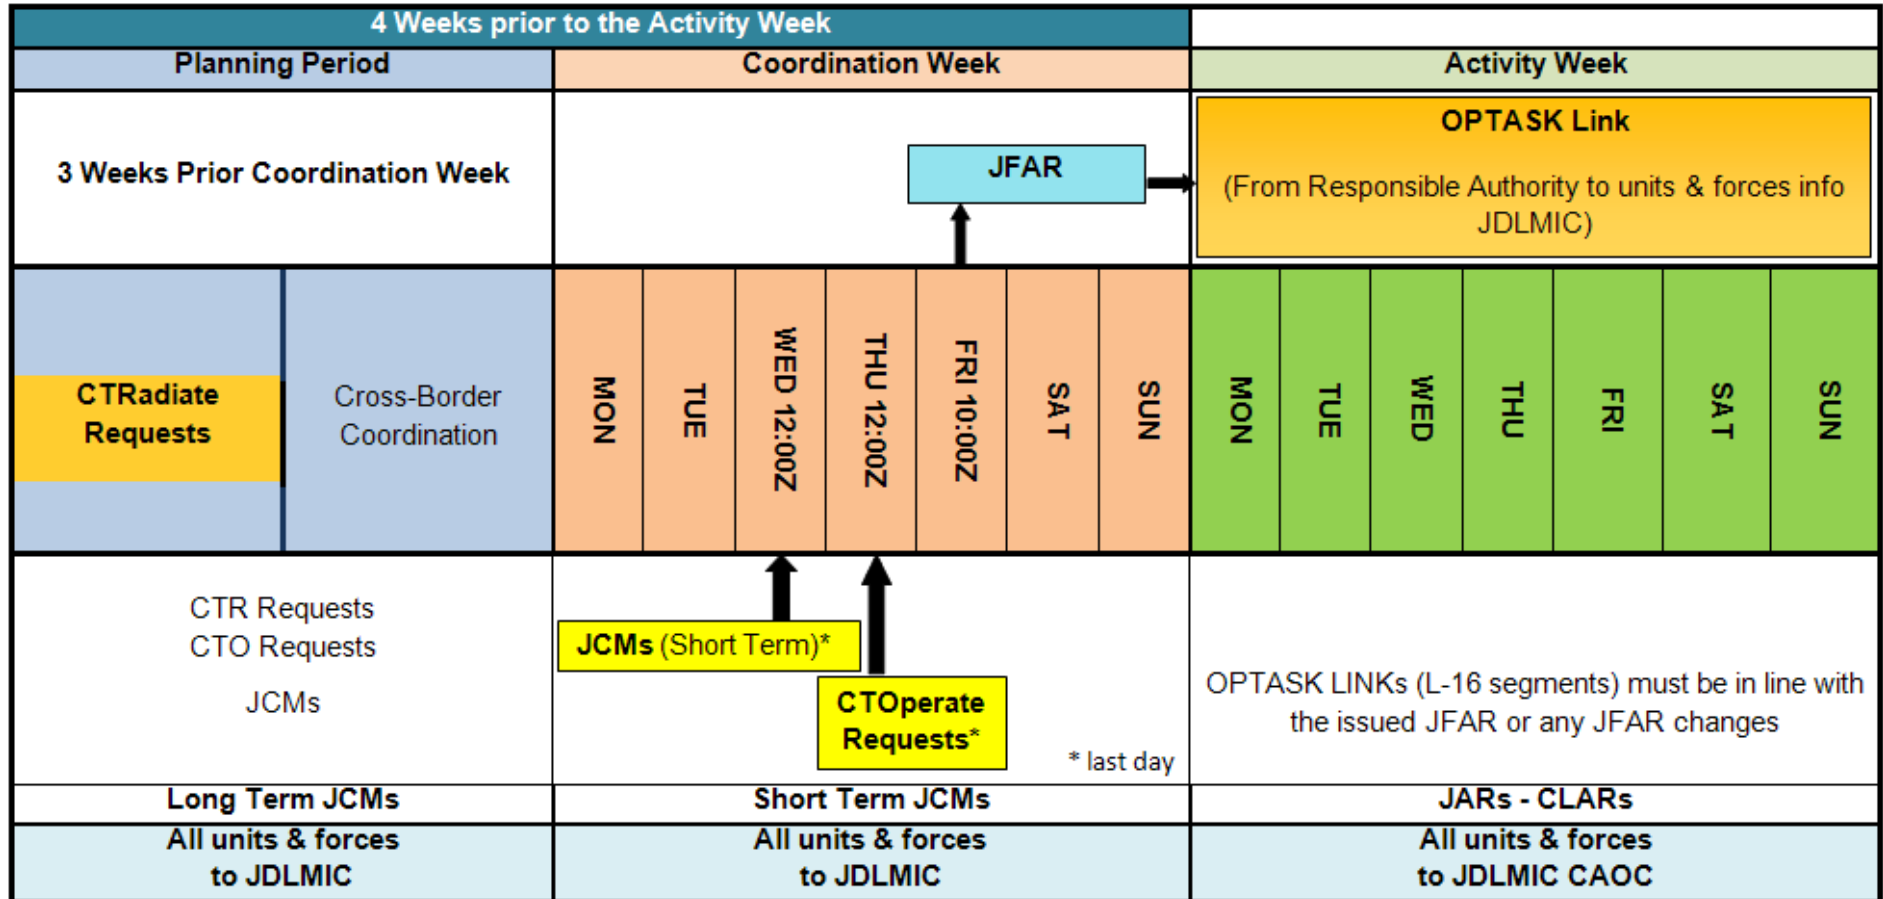 4 Weeks prior to the Activity Week
Planning Period
Coordination Week
Activity Week
3 Weeks Prior Coordination Week
JFAR
OPTASK Link
(From Responsible Authority to units & forces info
JDLMIC)
CTRadiate
Requests
Cross-Border
Coordination
MON
TUE
WED 12:00Z
THU 12:00Z
FRI 10:00Z
SAT
SUN
MON
TUE
WED
THU
FRI
SAT
SUN
CTR Requests
CTO Requests
JCMs
JCMs (Short Term)*
CTOperate
Requests*
* last day
OPTASK LINKs (L-16 segments) must be in line with
the issued JFAR or any JFAR changes
Long Term JCMs
Short Term JCMs
JARs - CLARs
All units & forces
to JDLMIC
All units & forces
to JDLMIC
All units & forces
to JDLMIC CAOC